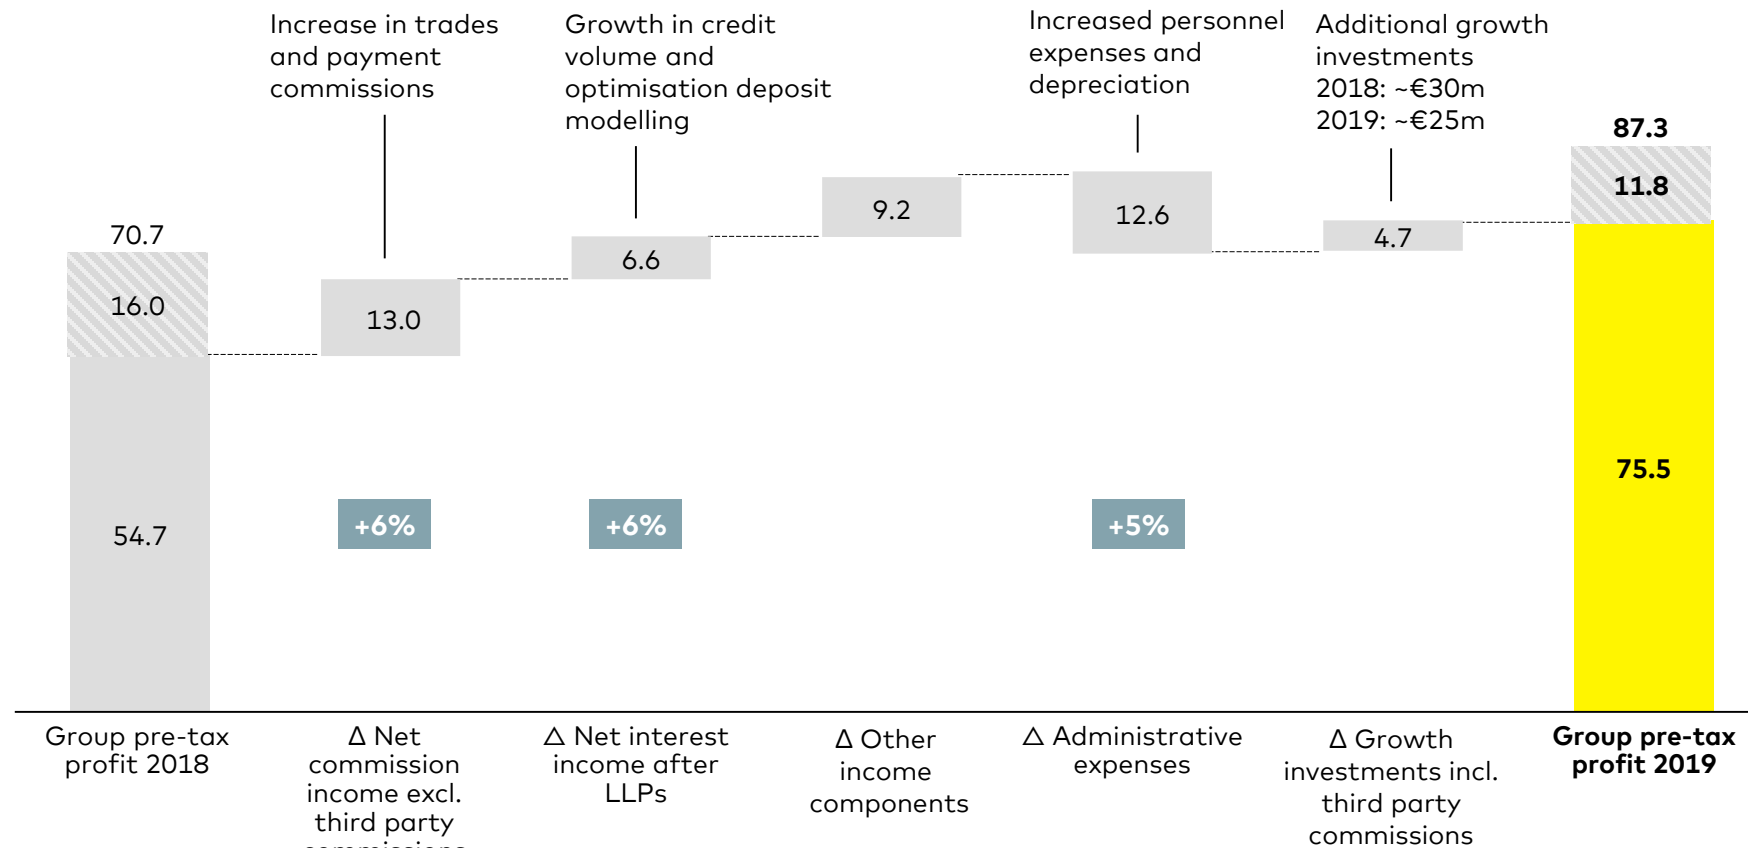 Increase in trades
and payment
commissions
Growth in credit
volume and
optimisation deposit
modelling
Increased personnel
expenses and
depreciation
Additional growth
investments
2018: ~€30m
2019: ~€25m
70.7
16.0
54.7
13.0
6.6
9.2
12.6
4.7
87.3
11.8
75.5
+6%
+6%
+5%
Group pre-tax
profit 2018
Δ Net
commission
income excl.
third party
△ Net interest
income after
LLPs
Δ Other
income
components
△ Administrative
expenses
Δ Growth
investments incl.
third party
commissions
Group pre-tax
profit 2019